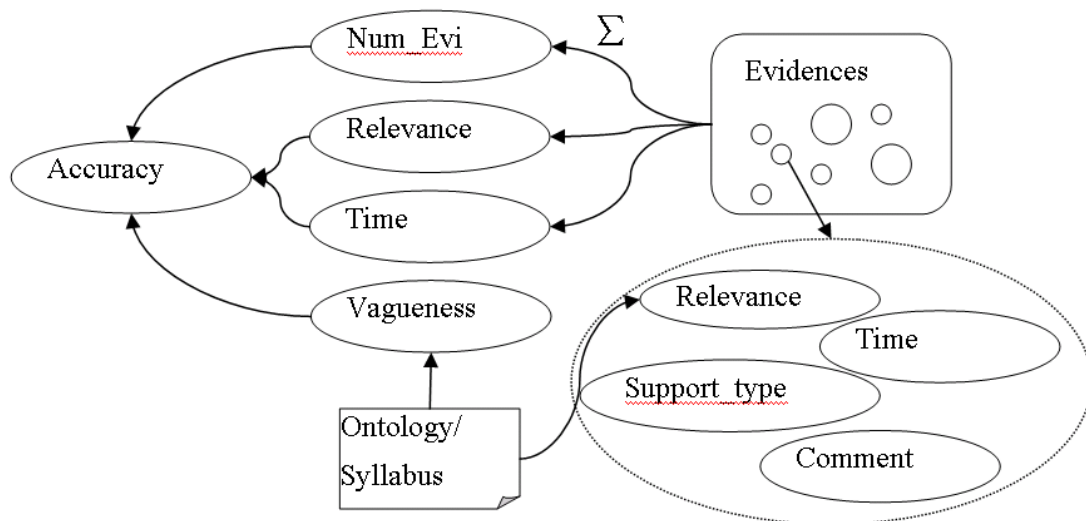 Num_Evi
Σ
Evidences
Relevance
Accuracy
Time
Vagueness
Relevance
Time
Support_type
Ontology/
Syllabus
Comment